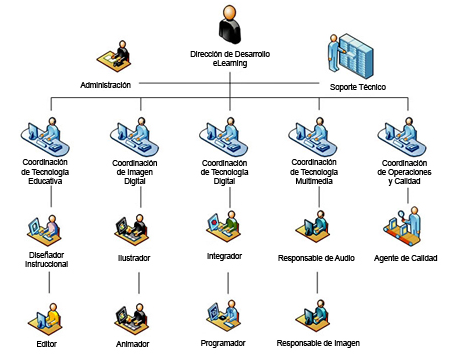 Dirección de Desarrollo
eLearning
Administración
Soporte Técnico
Coordinación
de Tecnología
Educativa
Coordinación
de Imagen
Digital
Coordinación
de Tecnología
Digital
Coordinación
de Tecnología
Multimedia
Coordinación
de Operaciones
y Calidad
Diseñador
Instruccional
Ilustrador
Integrador
Responsable de Audio
Agente de Calidad
Editor
Animador
Programador
Responsable de Imagen